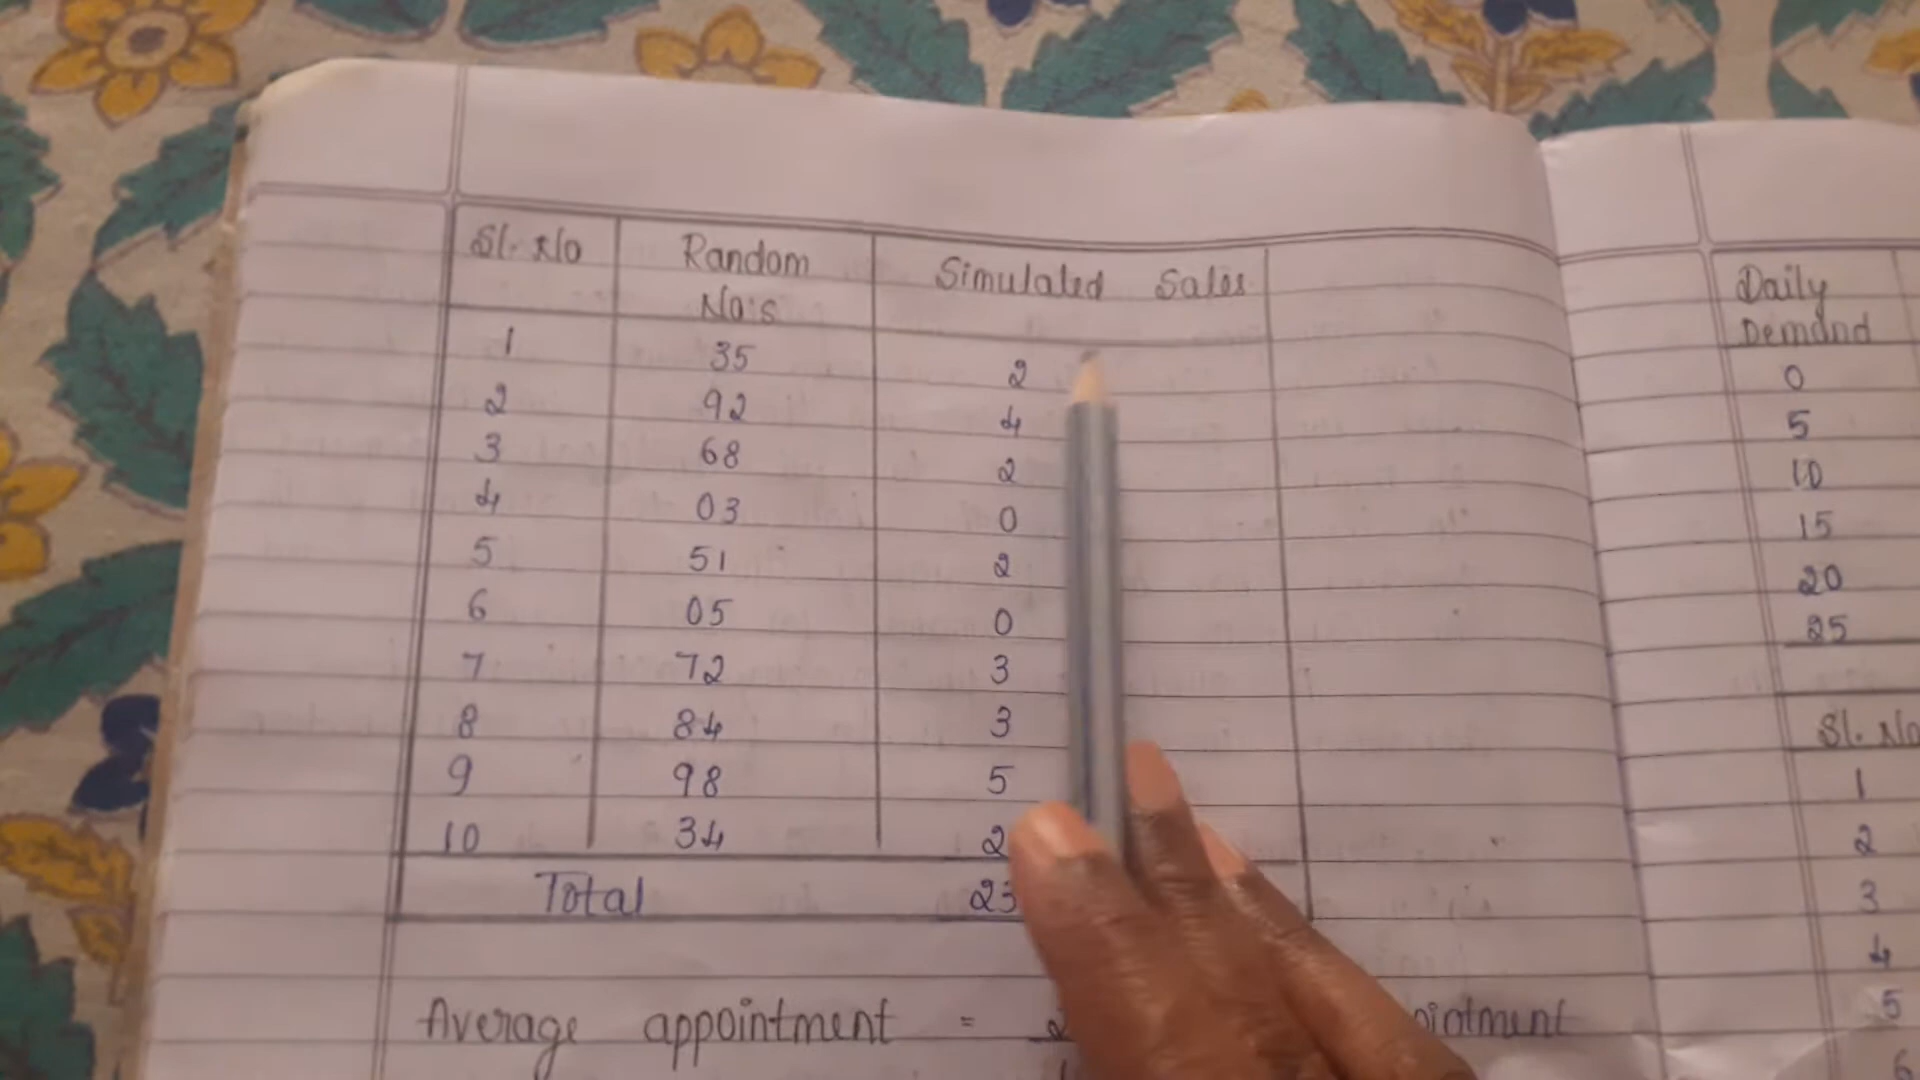 Sl. No Random Simulated Sales
No's
1 35 2
2 92 4
3 68 2
4 03 0
5 51 2
6 05 0
7 72 3
8 84 3
9 98 5
10 34 2
Total 23
Average appointment =
Daily
Demand
0
5
10
15
20
25
Sl. No
1
2
3
4
5
6